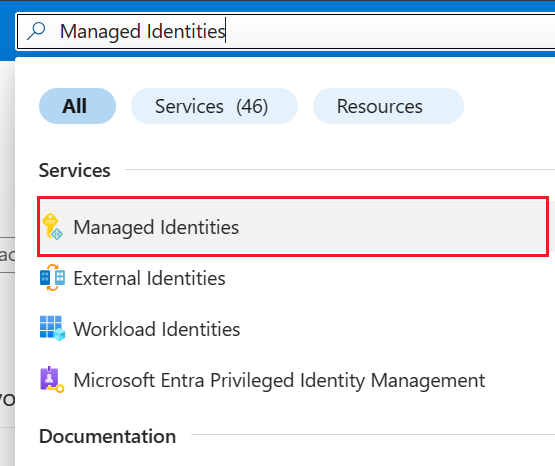 Managed Identities
All
Services (46)
Resources
Services
Managed Identities
External Identities
Workload Identities
Microsoft Entra Privileged Identity Management
Documentation